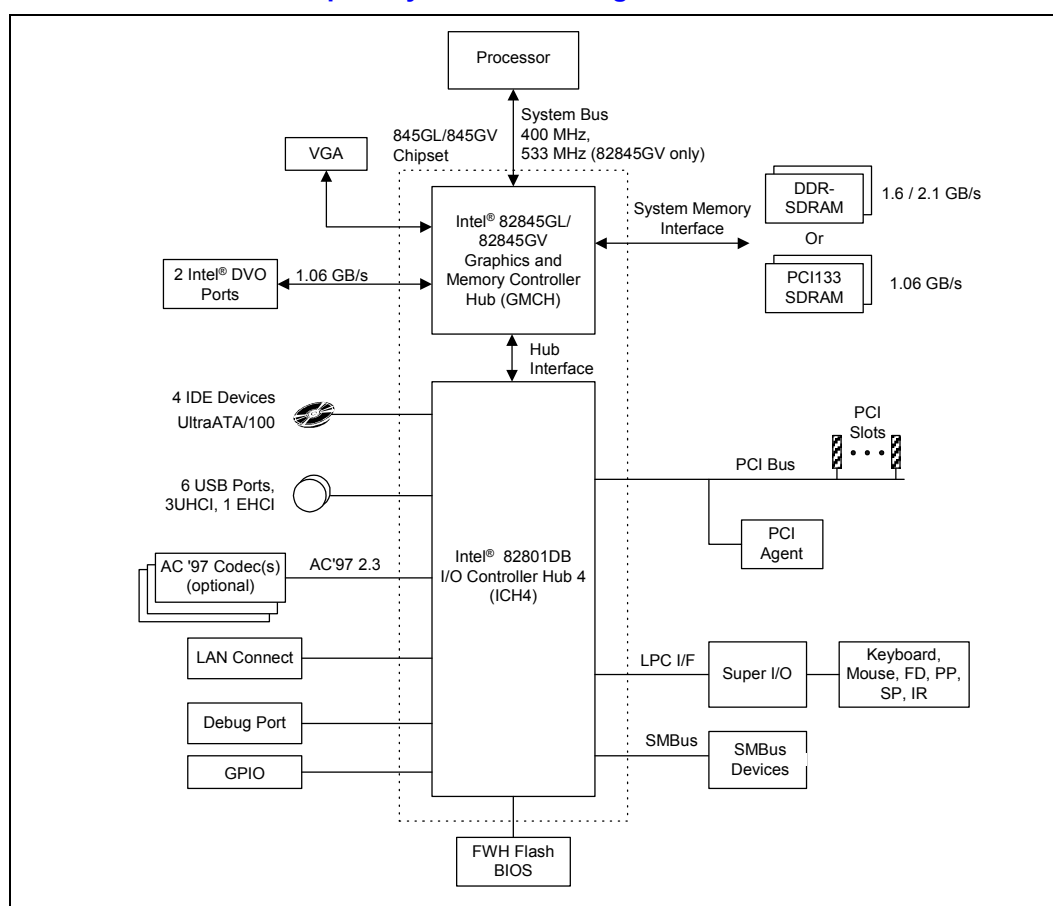 Processor
System Bus
400 MHz,
533 MHz (82845GV only)
845GL/845GV
Chipset
VGA
DDR-
SDRAM
1.6 / 2.1 GB/s
System Memory
Interface
Or
Intel® 82845GL/
82845GV
Graphics and
Memory Controller
Hub (GMCH)
2 Intel® DVO
Ports
1.06 GB/s
PCI133
SDRAM
1.06 GB/s
Hub
Interface
4 IDE Devices
UltraATA/100
PCI
Slots
PCI Bus
6 USB Ports,
3UHCI, 1 EHCI
PCI
Agent
Intel® 82801DB
I/O Controller Hub 4
(ICH4)
AC '97 Codec(s)
(optional)
AC'97 2.3
LAN Connect
LPC I/F
Super I/O
Keyboard,
Mouse, FD, PP,
SP, IR
Debug Port
SMBus
SMBus
Devices
GPIO
FWH Flash
BIOS